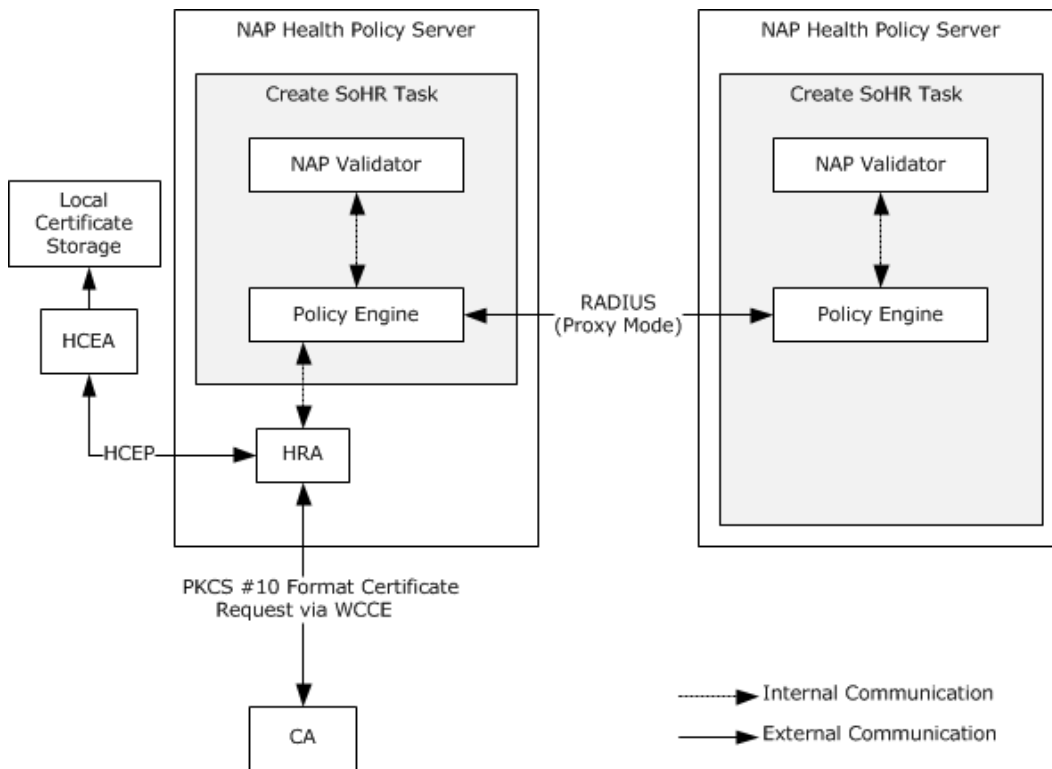 NAP Health Policy Server
NAP Health Policy Server
Create SoHR Task
Create SoHR Task
NAP Validator
NAP Validator
Local
Certificate
Storage
HCEA
Policy Engine
RADIUS
(Proxy Mode)
Policy Engine
HCEP
HRA
PKCS #10 Format Certificate
Request via WCCE
CA
Internal Communication
External Communication